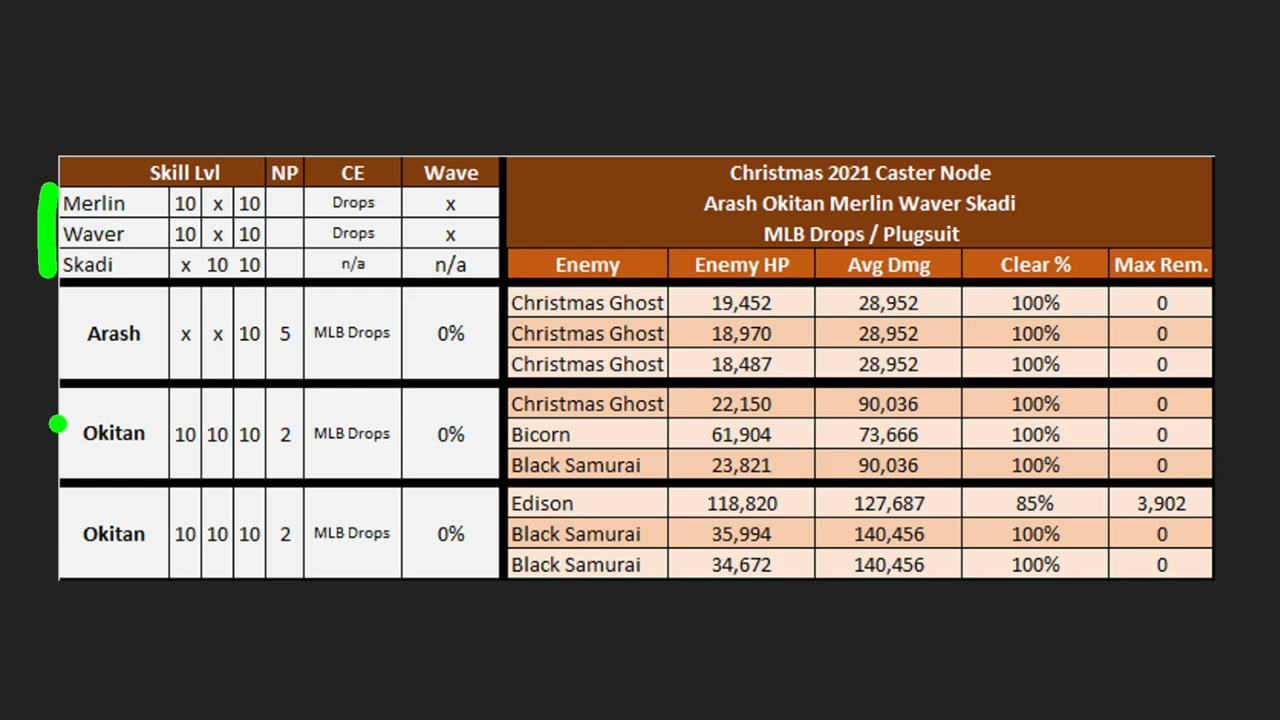 Skill Lvl NP CE Wave
Merlin 10 x 10 Drops x
Waver 10 x 10 Drops x
Skadi x 10 10 n/a n/a
Arash x x 10 5 MLB Drops 0%
Okitan 10 10 10 2 MLB Drops 0%
Okitan 10 10 10 2 MLB Drops 0%
Christmas 2021 Caster Node
Arash Okitan Merlin Waver Skadi
MLB Drops / Plugsuit
Enemy Enemy HP Avg Dmg Clear % Max Rem.
Christmas Ghost 19,452 28,952 100% 0
Christmas Ghost 18,970 28,952 100% 0
Christmas Ghost 18,487 28,952 100% 0
Christmas Ghost 22,150 90,036 100% 0
Bicorn 61,904 73,666 100% 0
Black Samurai 23,821 90,036 100% 0
Edison 118,820 127,687 85% 3,902
Black Samurai 35,994 140,456 100% 0
Black Samurai 34,672 140,456 100% 0